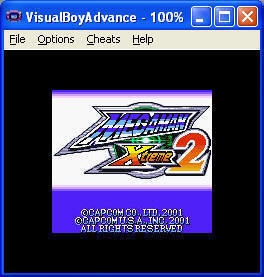 VisualBoyAdvance - 100%
File Options Cheats Help
MEGAMAN
Xtreme 2
©CAPCOM CO., LTD. 2001
©CAPCOM U.S.A., INC. 2001
ALL RIGHTS RESERVED